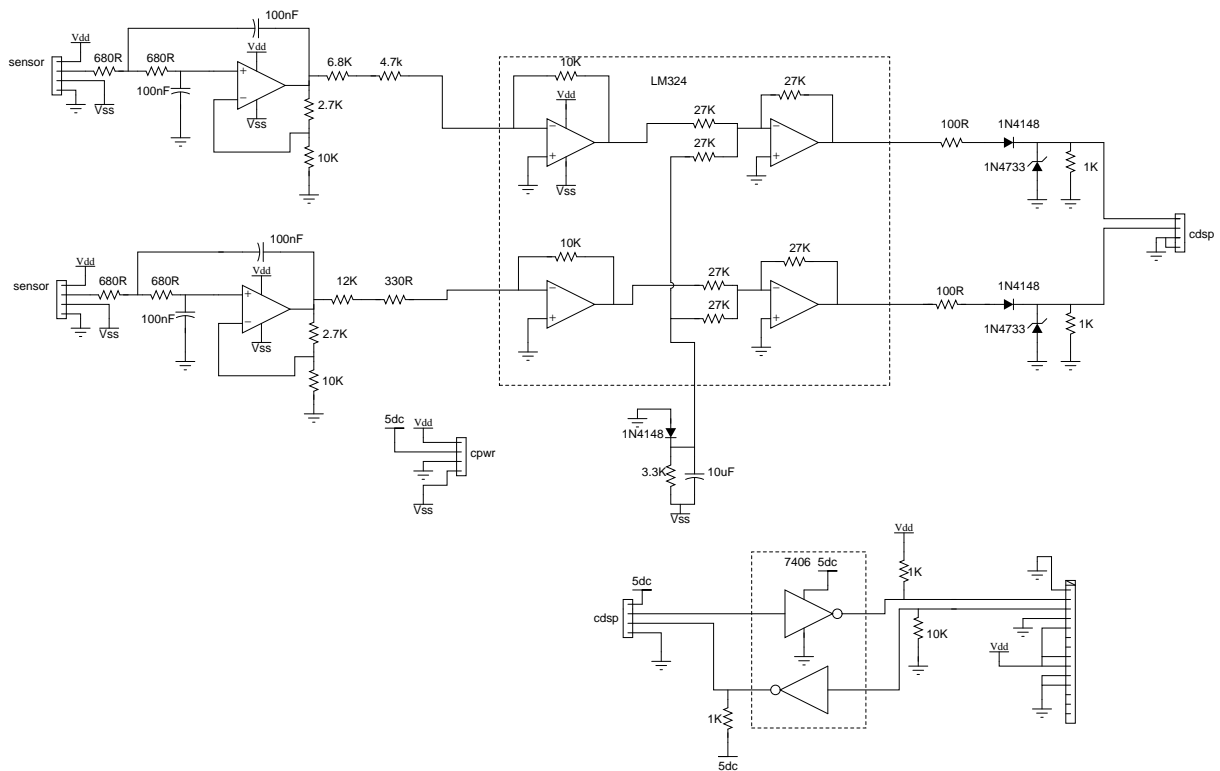 100nF
Vdd
sensor
680R
680R
Vdd
100nF
Vss
Vss
2.7K
10K
6.8K
4.7k
10K
LM324
Vdd
Vss
27K
27K
27K
100R
1N4148
1N4733
1K
cdsp
100nF
Vdd
sensor
680R
680R
Vdd
100nF
Vss
Vss
2.7K
10K
12K
330R
10K
27K
27K
27K
100R
1N4148
1N4733
1K
5dc
Vdd
cpwr
Vss
1N4148
3.3K
10uF
Vss
7406
5dc
Vdd
1K
5dc
cdsp
10K
Vdd
1K
5dc